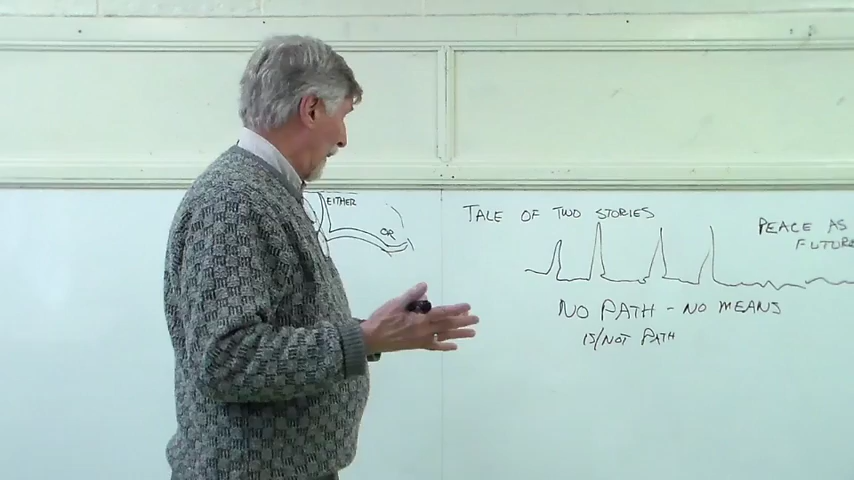 EITHER
OR
TALE OF TWO STORIES
PEACE AS
FUTURE
NO PATH - NO MEANS
IS/NOT PATH